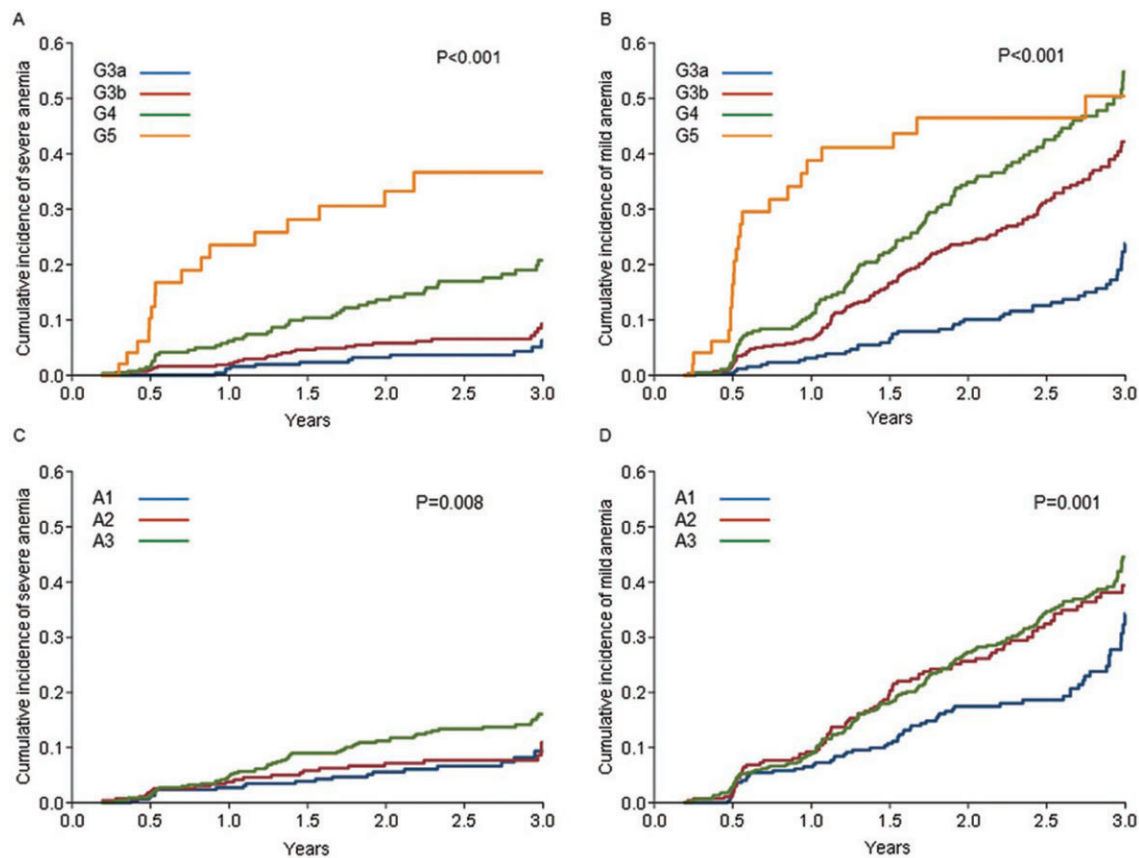 A
Cumulative incidence of severe anemia
0.6
0.5
0.4
0.3
0.2
0.1
0.0
G3a
G3b
G4
G5
P<0.001
0.0 0.5 1.0 1.5 2.0 2.5 3.0
Years
B
Cumulative incidence of mild anemia
0.6
0.5
0.4
0.3
0.2
0.1
0.0
G3a
G3b
G4
G5
P<0.001
0.0 0.5 1.0 1.5 2.0 2.5 3.0
Years
C
Cumulative incidence of severe anemia
0.6
0.5
0.4
0.3
0.2
0.1
0.0
A1
A2
A3
P=0.008
0.0 0.5 1.0 1.5 2.0 2.5 3.0
Years
D
Cumulative incidence of mild anemia
0.6
0.5
0.4
0.3
0.2
0.1
0.0
A1
A2
A3
P=0.001
0.0 0.5 1.0 1.5 2.0 2.5 3.0
Years